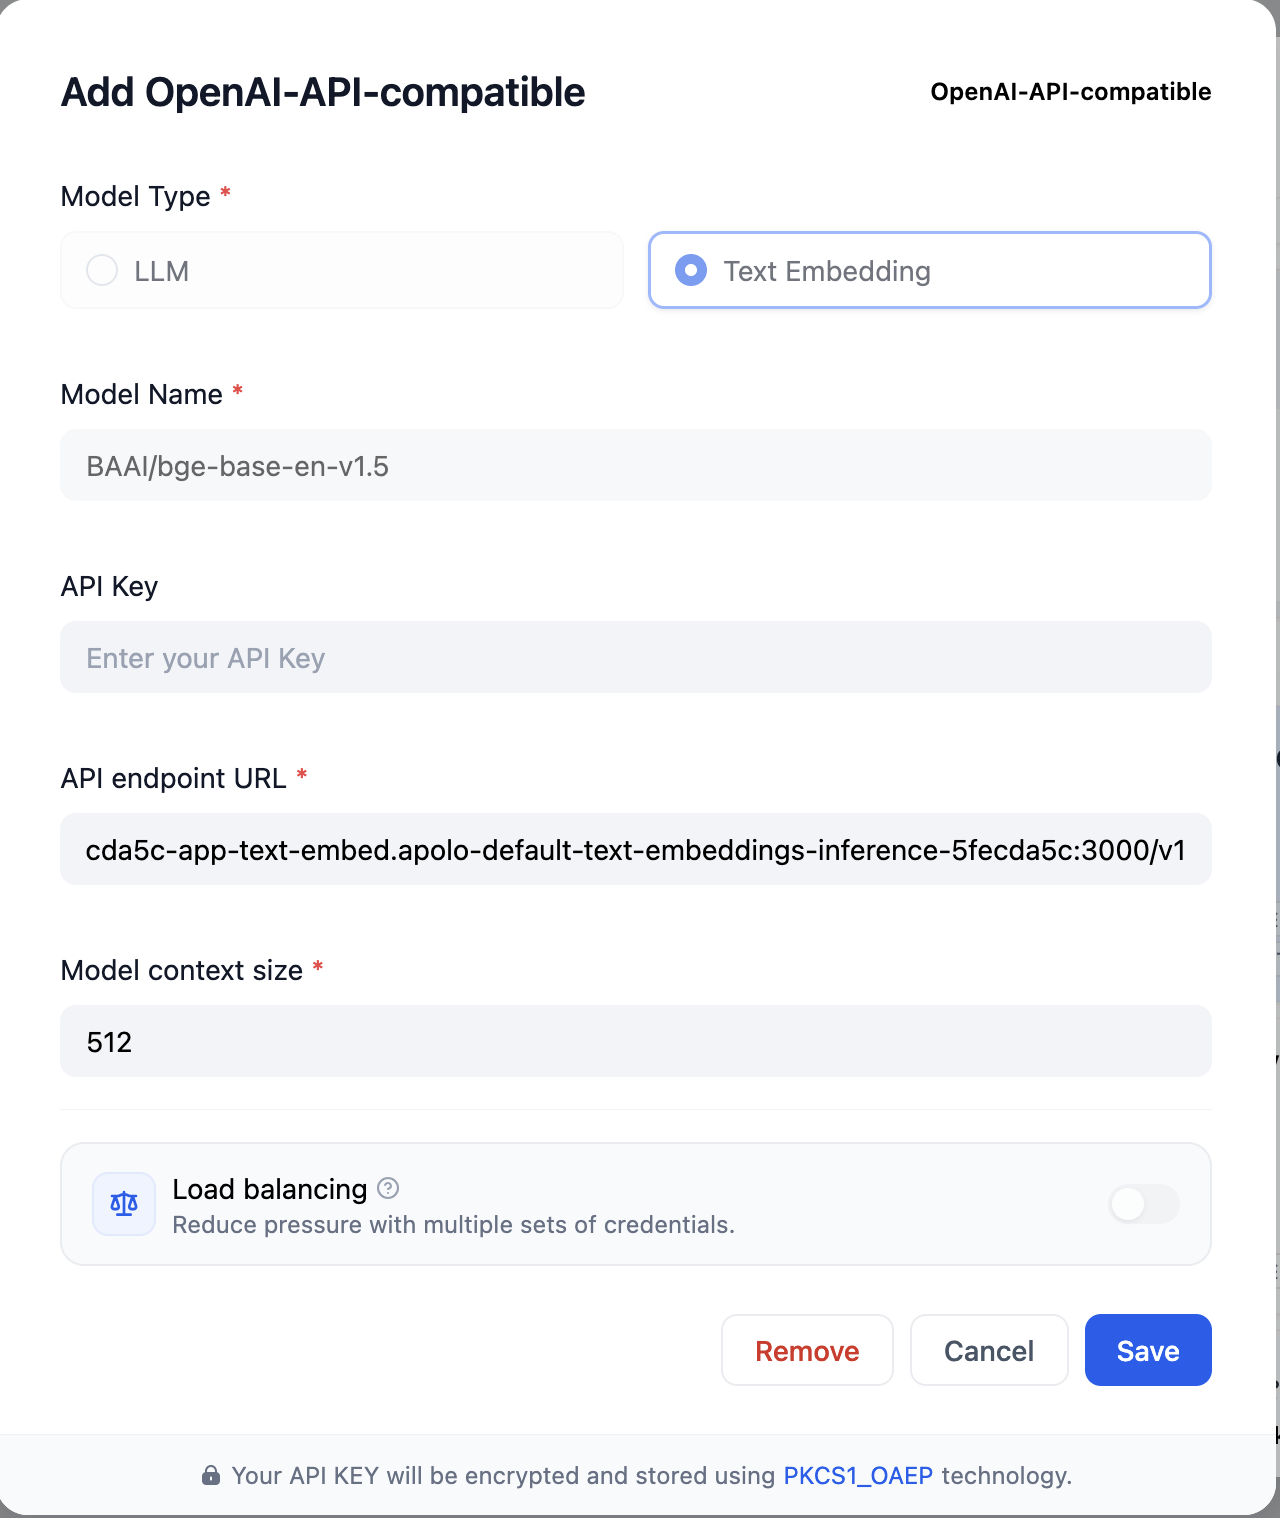 Add OpenAI-API-compatible
OpenAI-API-compatible
Model Type *
LLM
Text Embedding
Model Name *
BAAI/bge-base-en-v1.5
API Key
Enter your API Key
API endpoint URL *
cda5c-app-text-embed.apolo-default-text-embeddings-inference-5fecda5c:3000/v1
Model context size *
512
Load balancing
Reduce pressure with multiple sets of credentials.
Remove
Cancel
Save
Your API KEY will be encrypted and stored using PKCS1_OAEP technology.